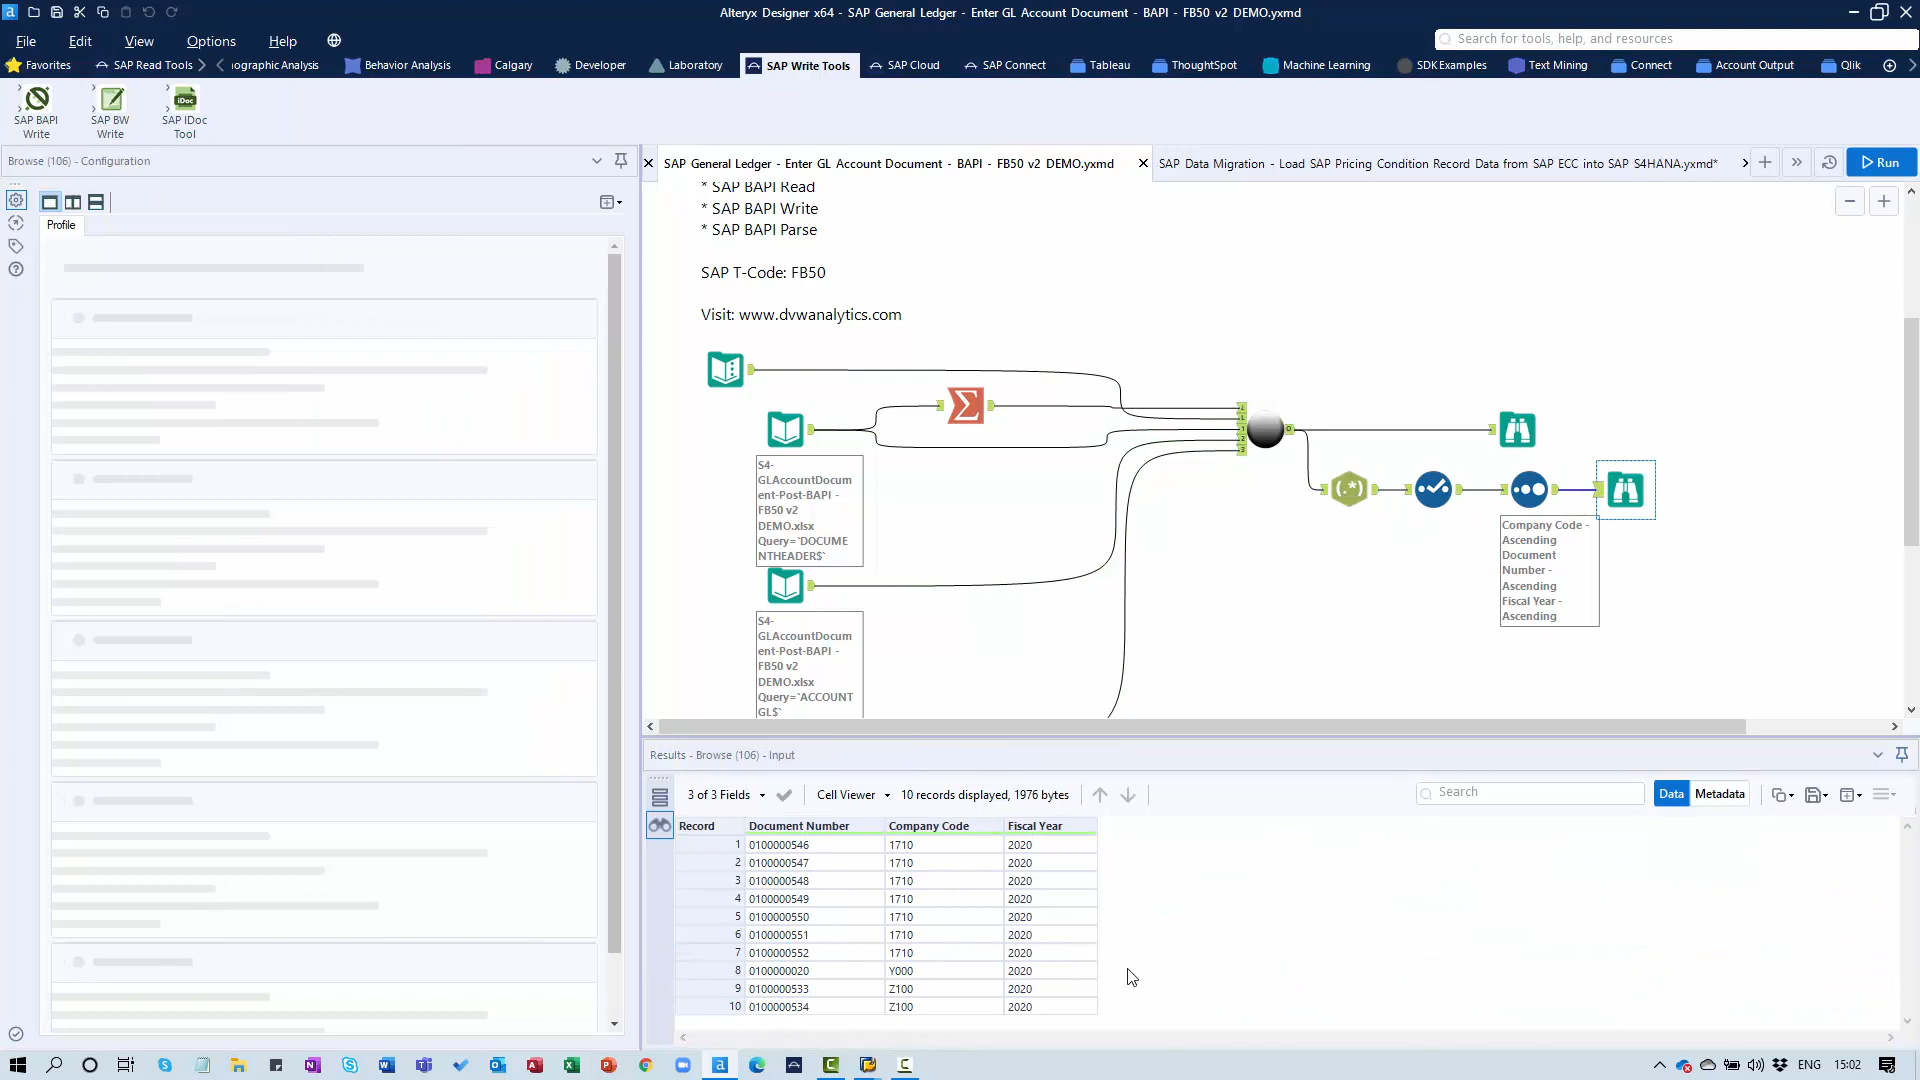 Alteryx Designer x64 - SAP General Ledger - Enter GL Account Document - BAPI - FB50 v2 DEMO.yxmd
File Edit View Options Help
Search for tools, help, and resources
Favorites SAP Read Tools ographic Analysis Behavior Analysis Calgary Developer Laboratory SAP Write Tools SAP Cloud SAP Connect Tableau ThoughtSpot Machine Learning SDKExamples Text Mining Connect Account Output Qlik
SAP BAPI Write
SAP BW Write
iDoc
SAP IDoc Tool
Browse (106) - Configuration
SAP General Ledger - Enter GL Account Document - BAPI - FB50 v2 DEMO.yxmd
SAP Data Migration - Load SAP Pricing Condition Record Data from SAP ECC into SAP S4HANA.yxmd*
Run
Profile
* SAP BAPI Read
* SAP BAPI Write
* SAP BAPI Parse
SAP T-Code: FB50
Visit: www.dvwanalytics.com
S4-
GLAccountDocum
ent-Post-BAPI -
FB50 v2
DEMO.xlsx
Query=`DOCUME
NTHEADER$`
S4-
GLAccountDocum
ent-Post-BAPI -
FB50 v2
DEMO.xlsx
Query=`ACCOUNT
GL$`
(.*)
Company Code -
Ascending
Document
Number -
Ascending
Fiscal Year -
Ascending
Results - Browse (106) - Input
3 of 3 Fields Cell Viewer 10 records displayed, 1976 bytes Search Data Metadata
Record Document Number Company Code Fiscal Year
1 0100000546 1710 2020
2 0100000547 1710 2020
3 0100000548 1710 2020
4 0100000549 1710 2020
5 0100000550 1710 2020
6 0100000551 1710 2020
7 0100000552 1710 2020
8 0100000020 Y000 2020
9 0100000533 Z100 2020
10 0100000534 Z100 2020
ENG 15:02